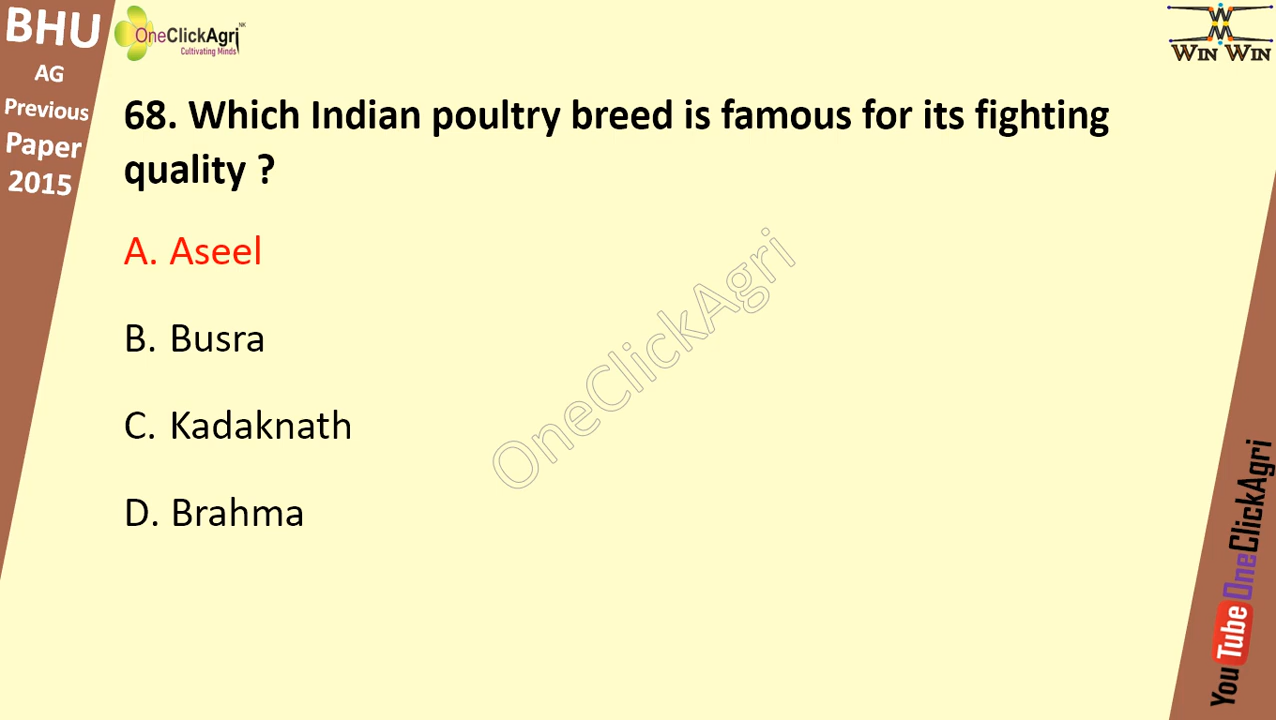 BHU
AG
Previous
Paper
2015
OneClickAgri NK
Cultivating Minds
WIN WIN
68. Which Indian poultry breed is famous for its fighting
quality ?
A. Aseel
B. Busra
C. Kadaknath
D. Brahma
OneClickAgri
YouTube OneClickAgri